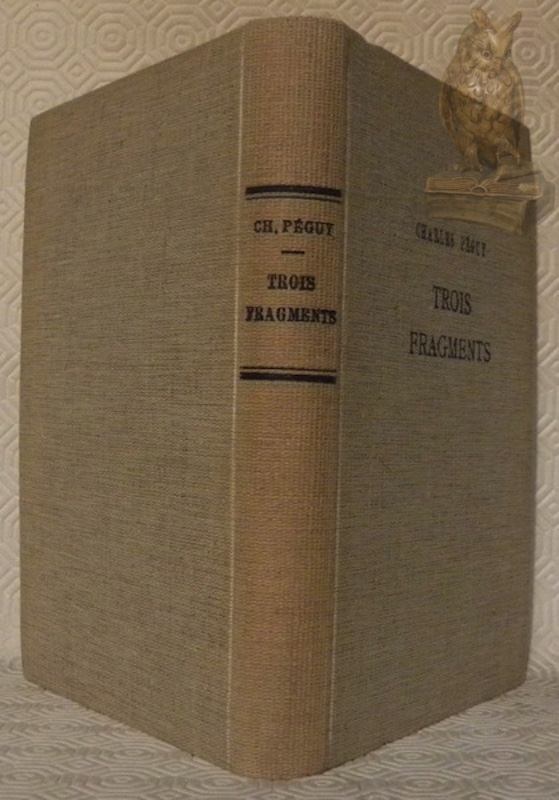 CH. PÉGUY
TROIS
FRAGMENTS
CHARLES PÉGUY
TROIS
FRAGMENTS